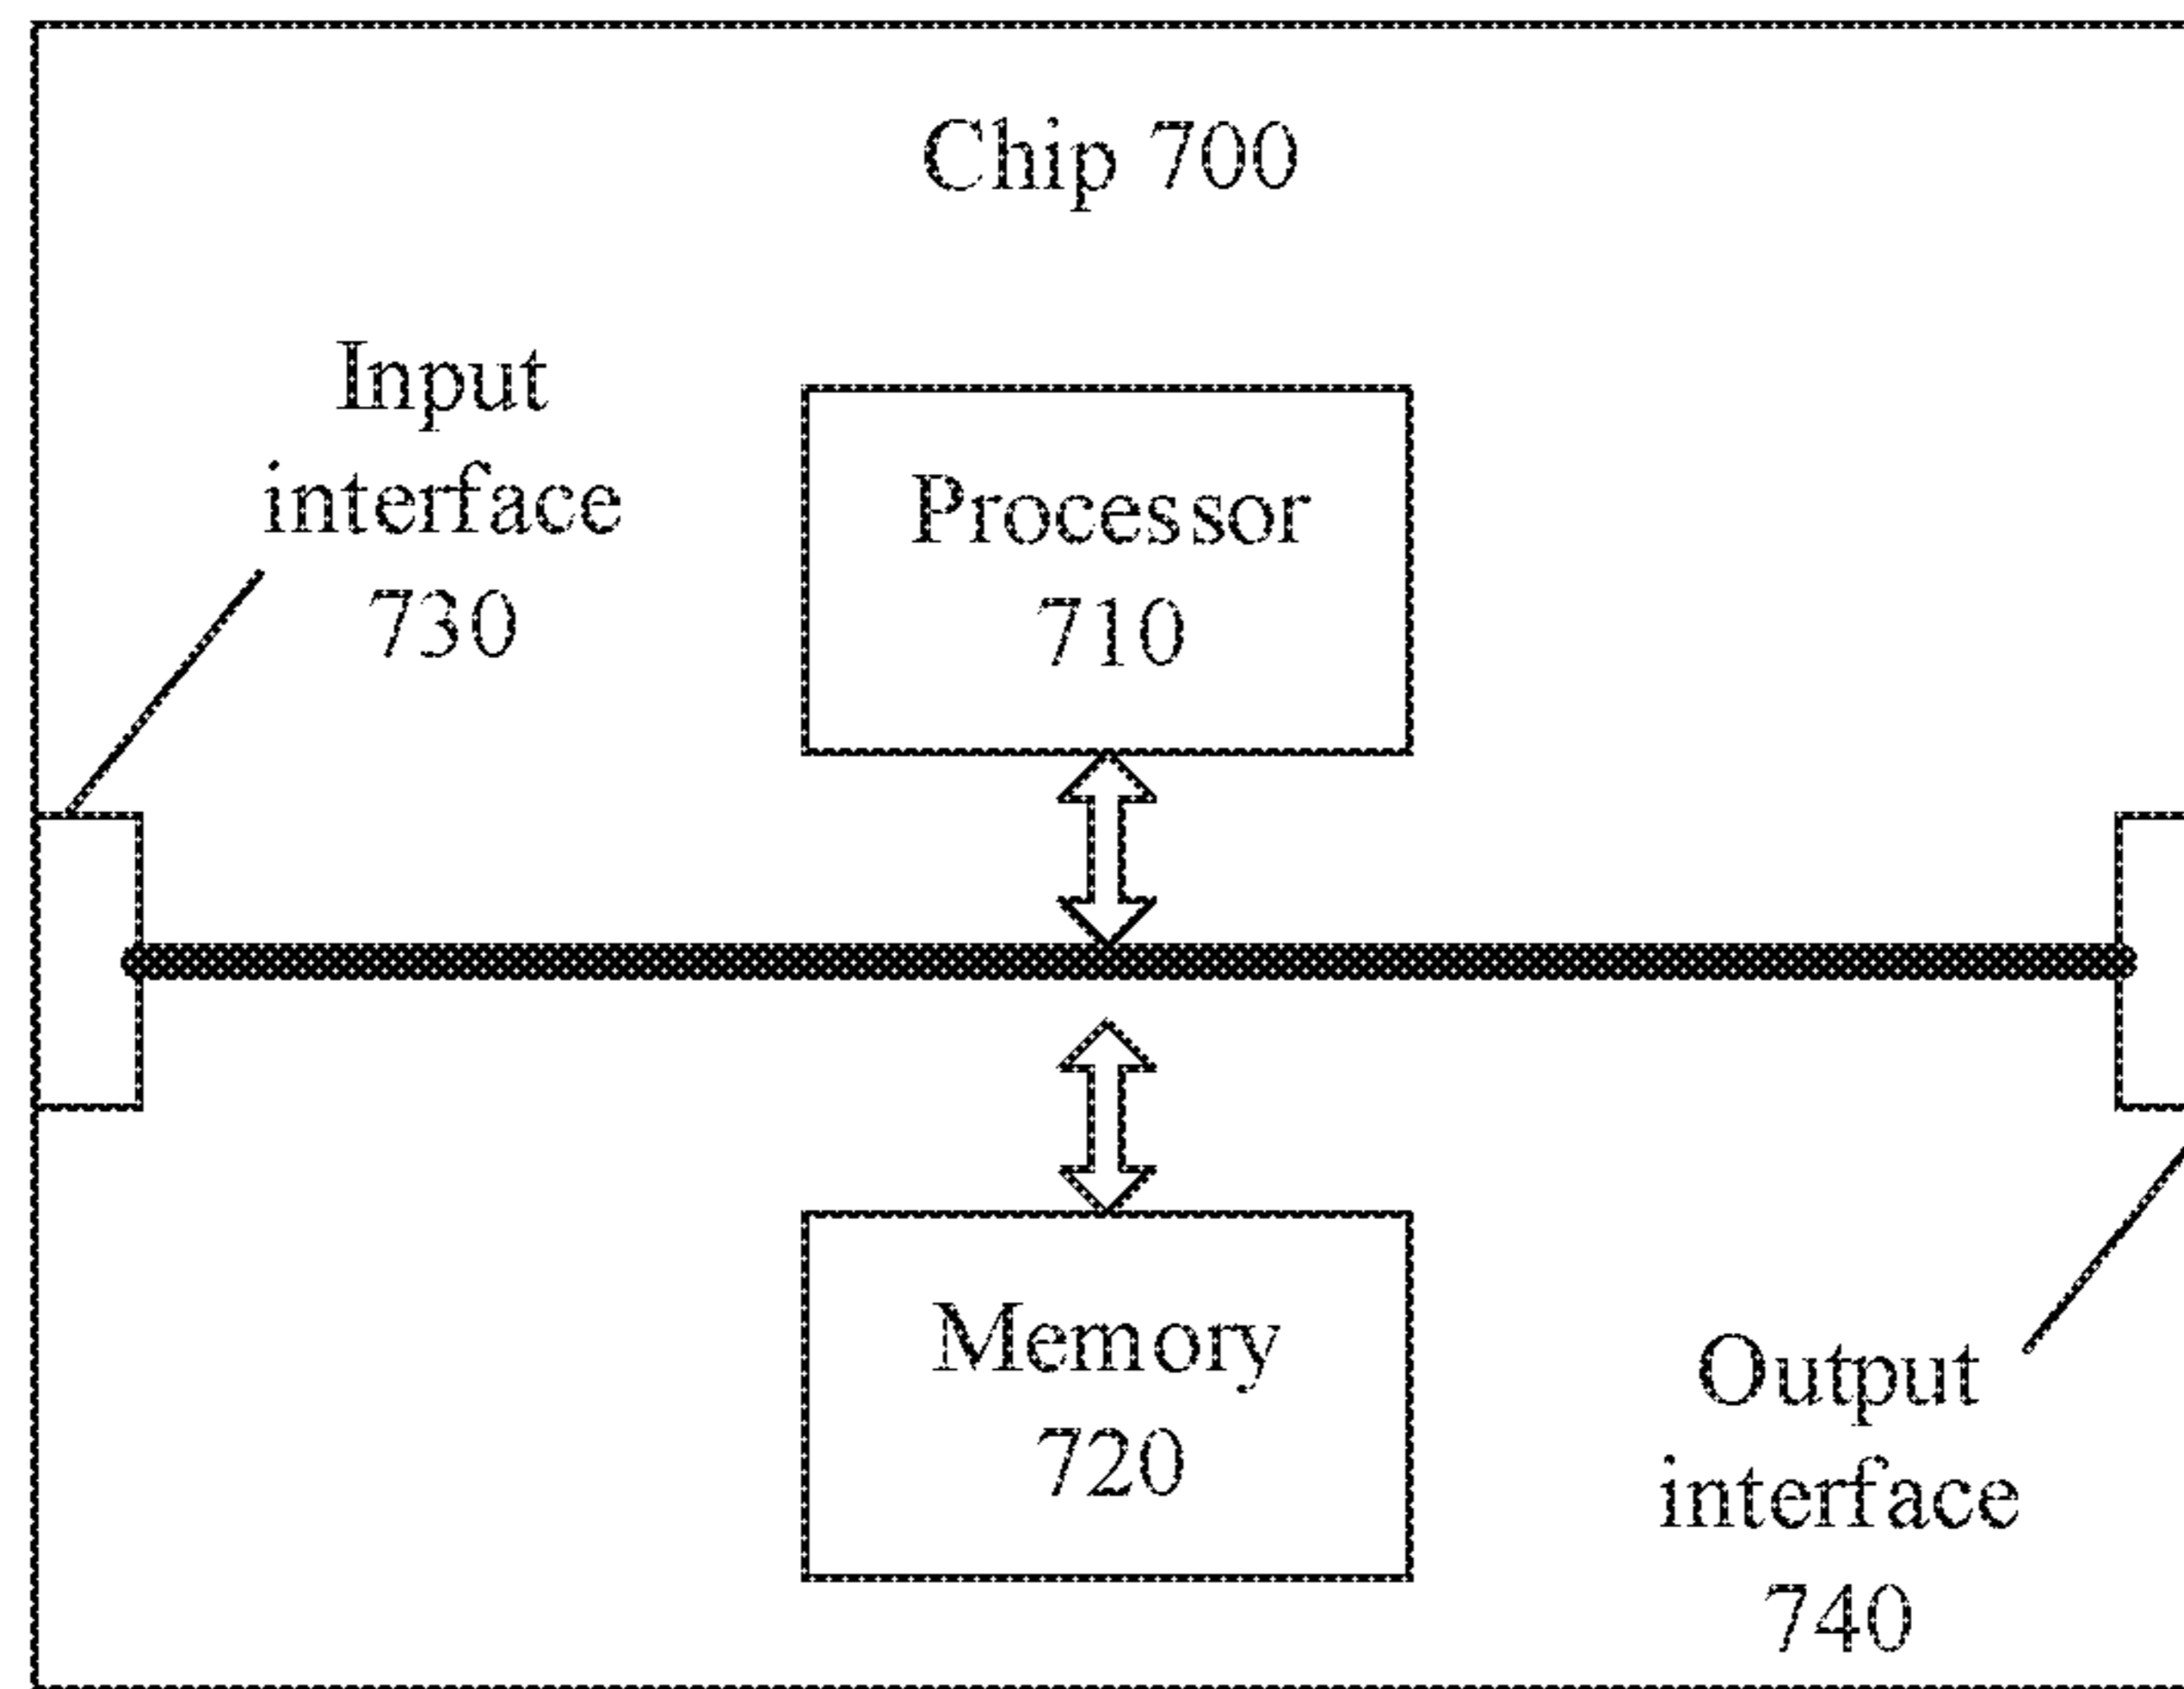 Chip 700
Input
interface
730
Processor
710
Memory
720
Output
interface
740